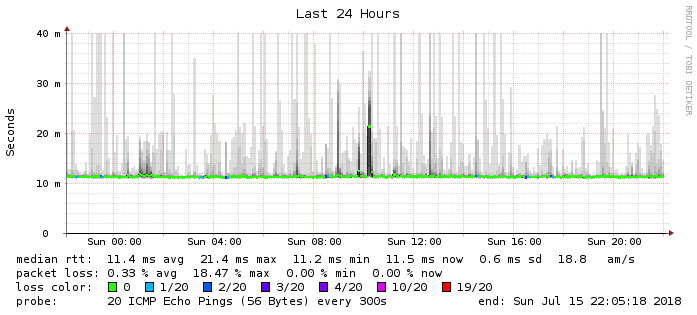 Last 24 Hours
RRDTOOL / TOBI OETIKER
Seconds
40 m
30 m
20 m
10 m
0
Sun 00:00 Sun 04:00 Sun 08:00 Sun 12:00 Sun 16:00 Sun 20:00
median rtt: 11.4 ms avg 21.4 ms max 11.2 ms min 11.5 ms now 0.6 ms sd 18.8 am/s
packet loss: 0.33 % avg 18.47 % max 0.00 % min 0.00 % now
loss color: 0 1/20 2/20 3/20 4/20 10/20 19/20
probe: 20 ICMP Echo Pings (56 Bytes) every 300s end: Sun Jul 15 22:05:18 2018